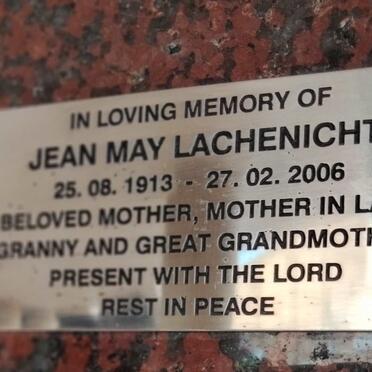 IN LOVING MEMORY OF
JEAN MAY LACHENICHT
25. 08. 1913 - 27. 02. 2006
BELOVED MOTHER, MOTHER IN LA
GRANNY AND GREAT GRANDMOTH
PRESENT WITH THE LORD
REST IN PEACE